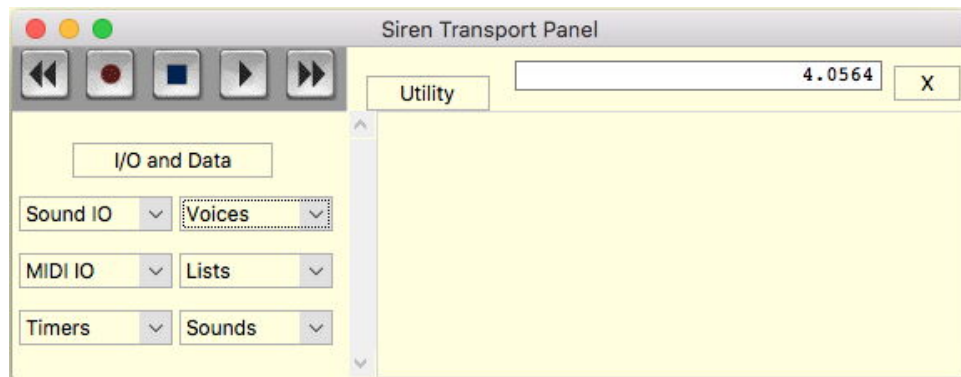 Siren Transport Panel
Utility
4.0564
X
I/O and Data
Sound IO
Voices
MIDI IO
Lists
Timers
Sounds